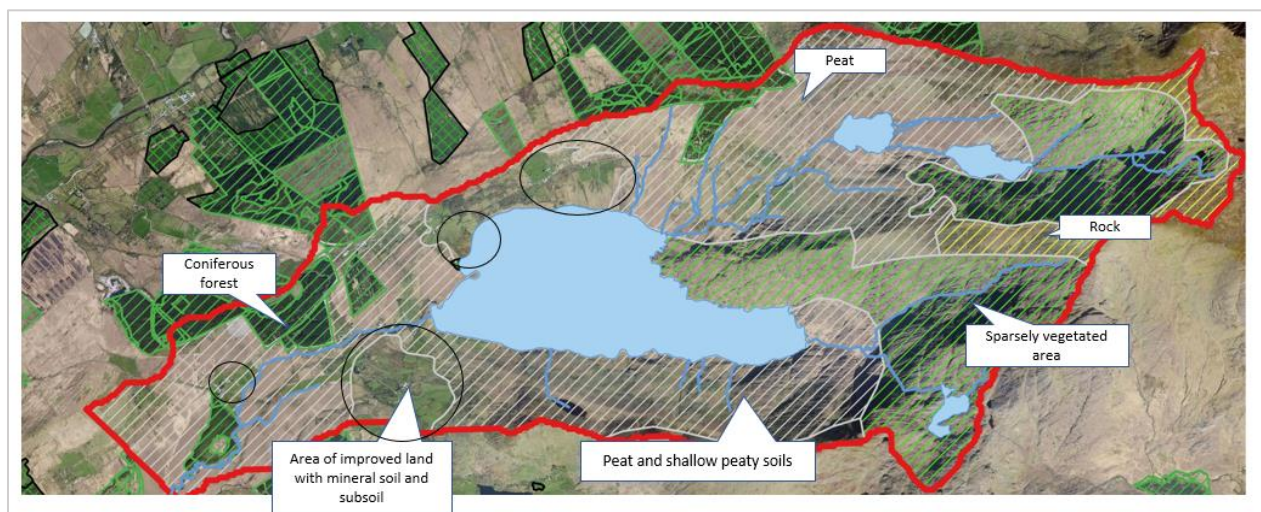 Peat
Rock
Coniferous
forest
Sparsely vegetated
area
Area of improved land
with mineral soil and
subsoil
Peat and shallow peaty soils